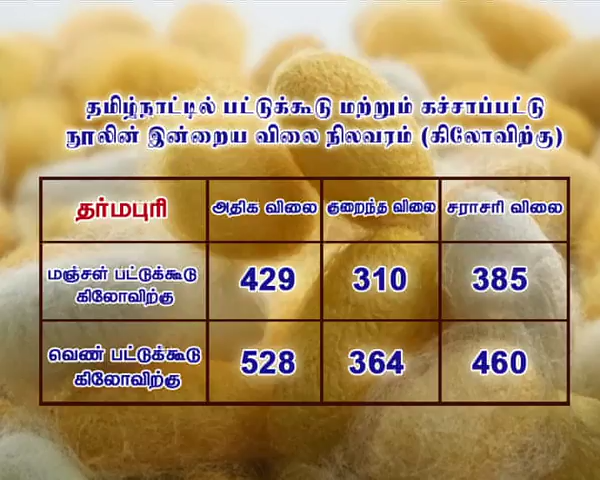 தமிழ்நாட்டில் பட்டுக்கூடு மற்றும் கச்சாப்பட்டு
நூலின் இன்றைய விலை நிலவரம் (கிலோவிற்கு)
தர்மபுரி அதிக விலை குறைந்த விலை சராசரி விலை
மஞ்சள் பட்டுக்கூடு
கிலோவிற்கு 429 310 385
வெண் பட்டுக்கூடு
கிலோவிற்கு 528 364 460